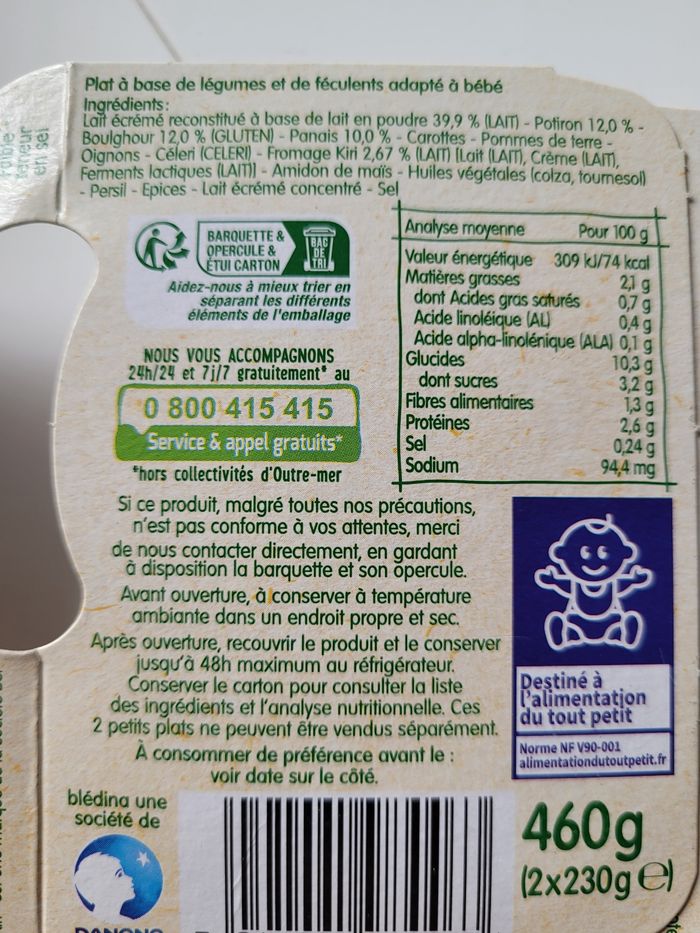 Plat à base de légumes et de féculents adapté à bébé
Ingrédients :
Lait écrémé reconstitué à base de lait en poudre 39,9 % (LAIT) - Potiron 12,0 % -
Boulghour 12,0 % (GLUTEN) - Panais 10,0 % - Carottes - Pommes de terre -
Oignons - Céleri (CELERI) - Fromage Kiri 2,67 % (LAIT) [Lait (LAIT), Crème (LAIT),
Ferments lactiques (LAIT)] - Amidon de maïs - Huiles végétales (colza, tournesol)
- Persil - Epices - Lait écrémé concentré - Sel
teneur
en sel
BARQUETTE &
OPERCULE &
ÉTUI CARTON
BAC
DE
TRI
Aidez-nous à mieux trier en
séparant les différents
éléments de l'emballage
Analyse moyenne Pour 100 g
Valeur énergétique 309 kJ/74 kcal
Matières grasses 2,1 g
dont Acides gras saturés 0,7 g
Acide linoléique (AL) 0,4 g
Acide alpha-linolénique (ALA) 0,1 g
Glucides 10,3 g
dont sucres 3,2 g
Fibres alimentaires 1,3 g
Protéines 2,6 g
Sel 0,24 g
Sodium 94,4 mg
NOUS VOUS ACCOMPAGNONS
24h/24 et 7j/7 gratuitement* au
0 800 415 415
Service & appel gratuits*
*hors collectivités d'Outre-mer
Si ce produit, malgré toutes nos précautions,
n'est pas conforme à vos attentes, merci
de nous contacter directement, en gardant
à disposition la barquette et son opercule.
Avant ouverture, à conserver à température
ambiante dans un endroit propre et sec.
Après ouverture, recouvrir le produit et le conserver
jusqu'à 48h maximum au réfrigérateur.
Conserver le carton pour consulter la liste
des ingrédients et l'analyse nutritionnelle. Ces
2 petits plats ne peuvent être vendus séparément.
À consommer de préférence avant le :
voir date sur le côté.
Destiné à
l'alimentation
du tout petit
Norme NF V90-001
alimentationdutoutpetit.fr
blédina une
société de
DANONE
460g
(2x230g e)